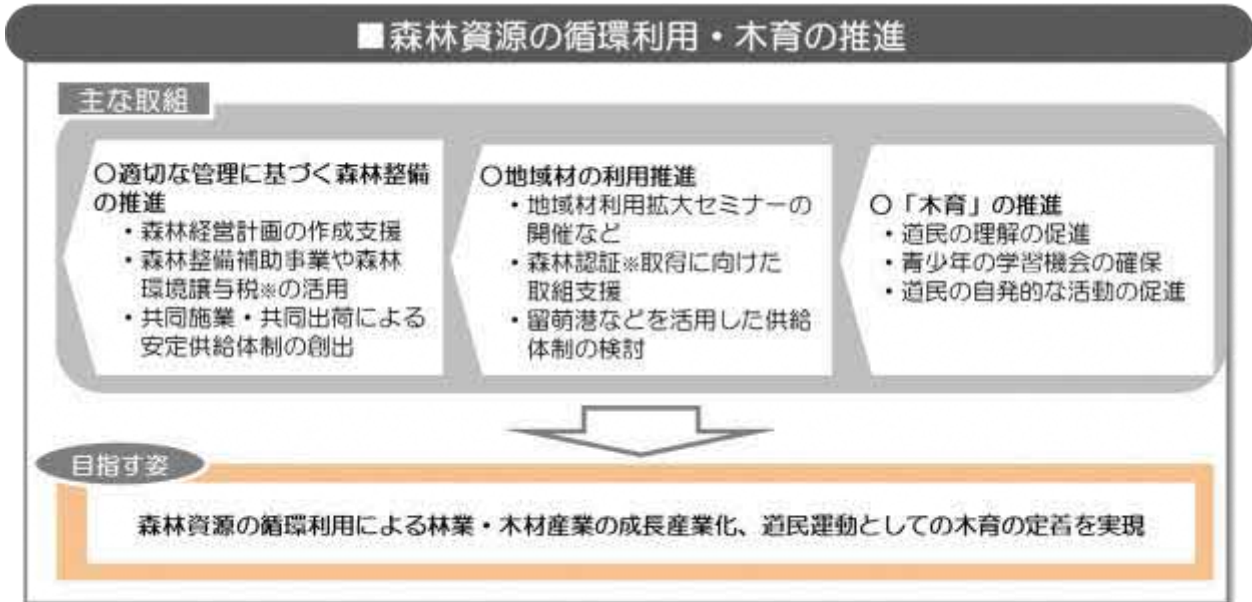 ■森林資源の循環利用・木育の推進
主な取組
〇適切な管理に基づく森林整備
の推進
・森林経営計画の作成支援
・森林整備補助事業や森林
環境譲与税※の活用
・共同施業・共同出荷による
安定供給体制の創出
〇地域材の利用推進
・地域材利用拡大セミナーの
開催など
・森林認証※取得に向けた
取組支援
・留萌港などを活用した供給
体制の検討
〇「木育」の推進
・道民の理解の促進
・青少年の学習機会の確保
・道民の自発的な活動の促進
目指す姿
森林資源の循環利用による林業・木材産業の成長産業化、道民運動としての木育の定着を実現